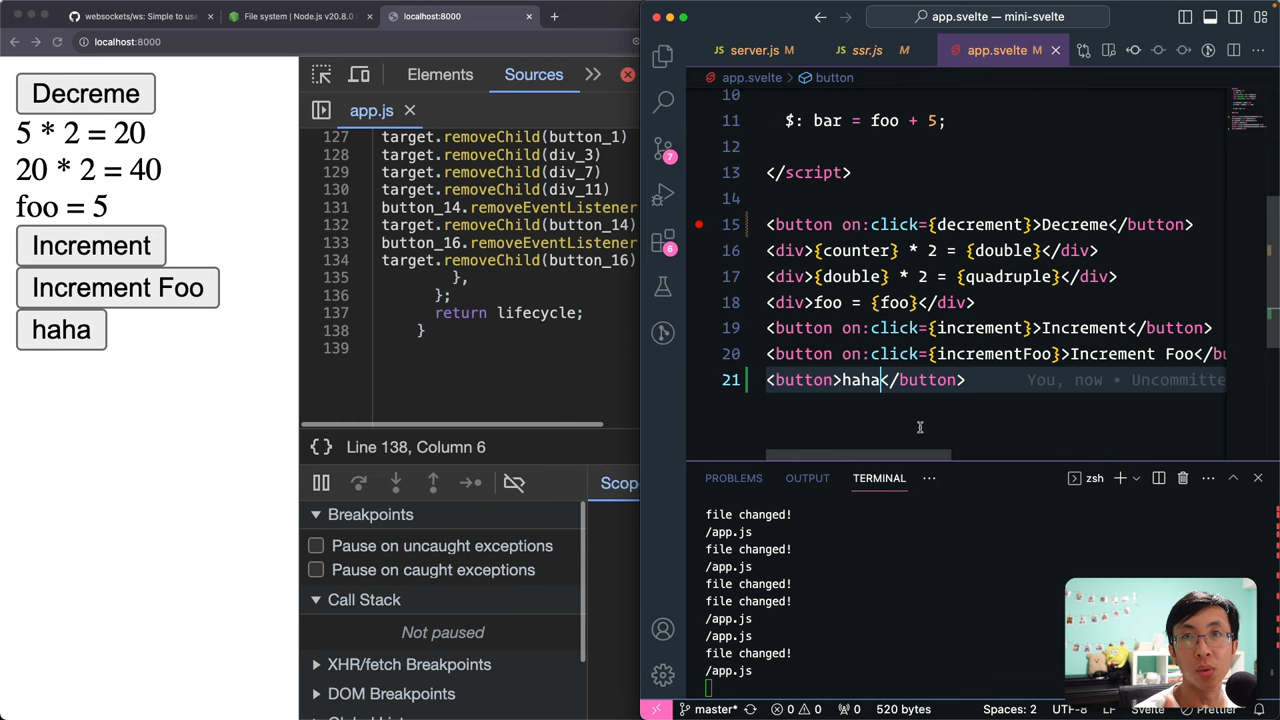 websockets/ws: Simple to use,
File system | Node.js v20.8.0
localhost:8000
localhost:8000
Decreme
5 * 2 = 20
20 * 2 = 40
foo = 5
Increment
Increment Foo
haha
Elements
Sources
app.js
127 target.removeChild(button_1)
128 target.removeChild(div_3)
129 target.removeChild(div_7)
130 target.removeChild(div_11)
131 button_14.removeEventListener
132 target.removeChild(button_14)
133 button_16.removeEventListener
134 target.removeChild(button_16)
135 },
136 };
137 return lifecycle;
138 }
139
{} Line 138, Column 6
Scop
Breakpoints
Pause on uncaught exceptions
Pause on caught exceptions
Call Stack
Not paused
XHR/fetch Breakpoints
DOM Breakpoints
app.svelte — mini-svelte
server.js M
ssr.js M
app.svelte M
app.svelte > button
7
6
10
11 $: bar = foo + 5;
12
13 </script>
14
15 <button on:click={decrement}>Decreme</button>
16 <div>{counter} * 2 = {double}</div>
17 <div>{double} * 2 = {quadruple}</div>
18 <div>foo = {foo}</div>
19 <button on:click={increment}>Increment</button>
20 <button on:click={incrementFoo}>Increment Foo</bu
21 <button>haha</button> You, now • Uncommitte
PROBLEMS OUTPUT TERMINAL
zsh
file changed!
/app.js
file changed!
/app.js
file changed!
file changed!
/app.js
/app.js
file changed!
/app.js
master* 0 0 0 520 bytes Spaces: 2 UTF-8 LF Svelte Prettier